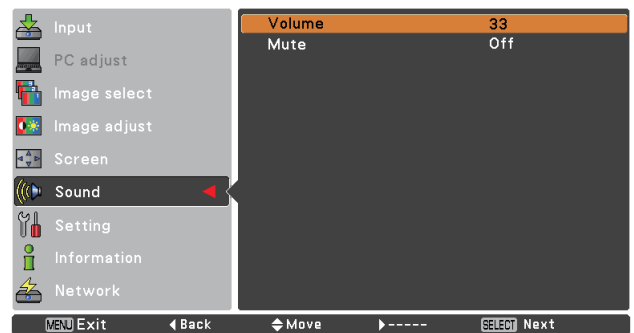 Input
PC adjust
Image select
Image adjust
Screen
Sound
Setting
Information
Network
Volume 33
Mute Off
MENU Exit Back Move ----- SELECT Next